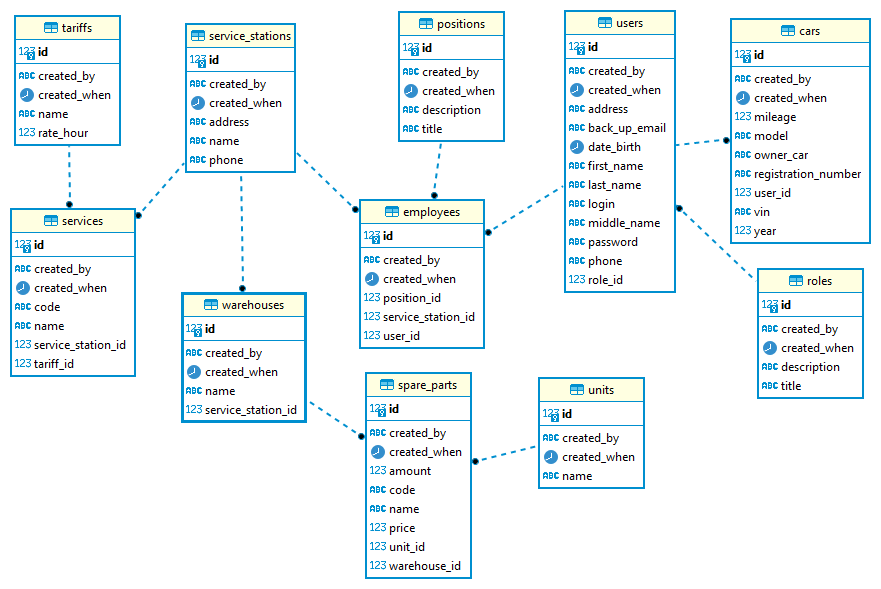 tariffs
123 id
ABC created_by
created_when
ABC name
123 rate_hour
service_stations
123 id
ABC created_by
created_when
ABC address
ABC name
ABC phone
positions
123 id
ABC created_by
created_when
ABC description
ABC title
users
123 id
ABC created_by
created_when
ABC address
ABC back_up_email
date_birth
ABC first_name
ABC last_name
ABC login
ABC middle_name
ABC password
ABC phone
123 role_id
cars
123 id
ABC created_by
created_when
123 mileage
ABC model
ABC owner_car
ABC registration_number
123 user_id
ABC vin
123 year
services
123 id
ABC created_by
created_when
ABC code
ABC name
123 service_station_id
123 tariff_id
warehouses
123 id
ABC created_by
created_when
ABC name
123 service_station_id
employees
123 id
ABC created_by
created_when
123 position_id
123 service_station_id
123 user_id
roles
123 id
ABC created_by
created_when
ABC description
ABC title
spare_parts
123 id
ABC created_by
created_when
123 amount
ABC code
ABC name
123 price
123 unit_id
123 warehouse_id
units
123 id
ABC created_by
created_when
ABC name